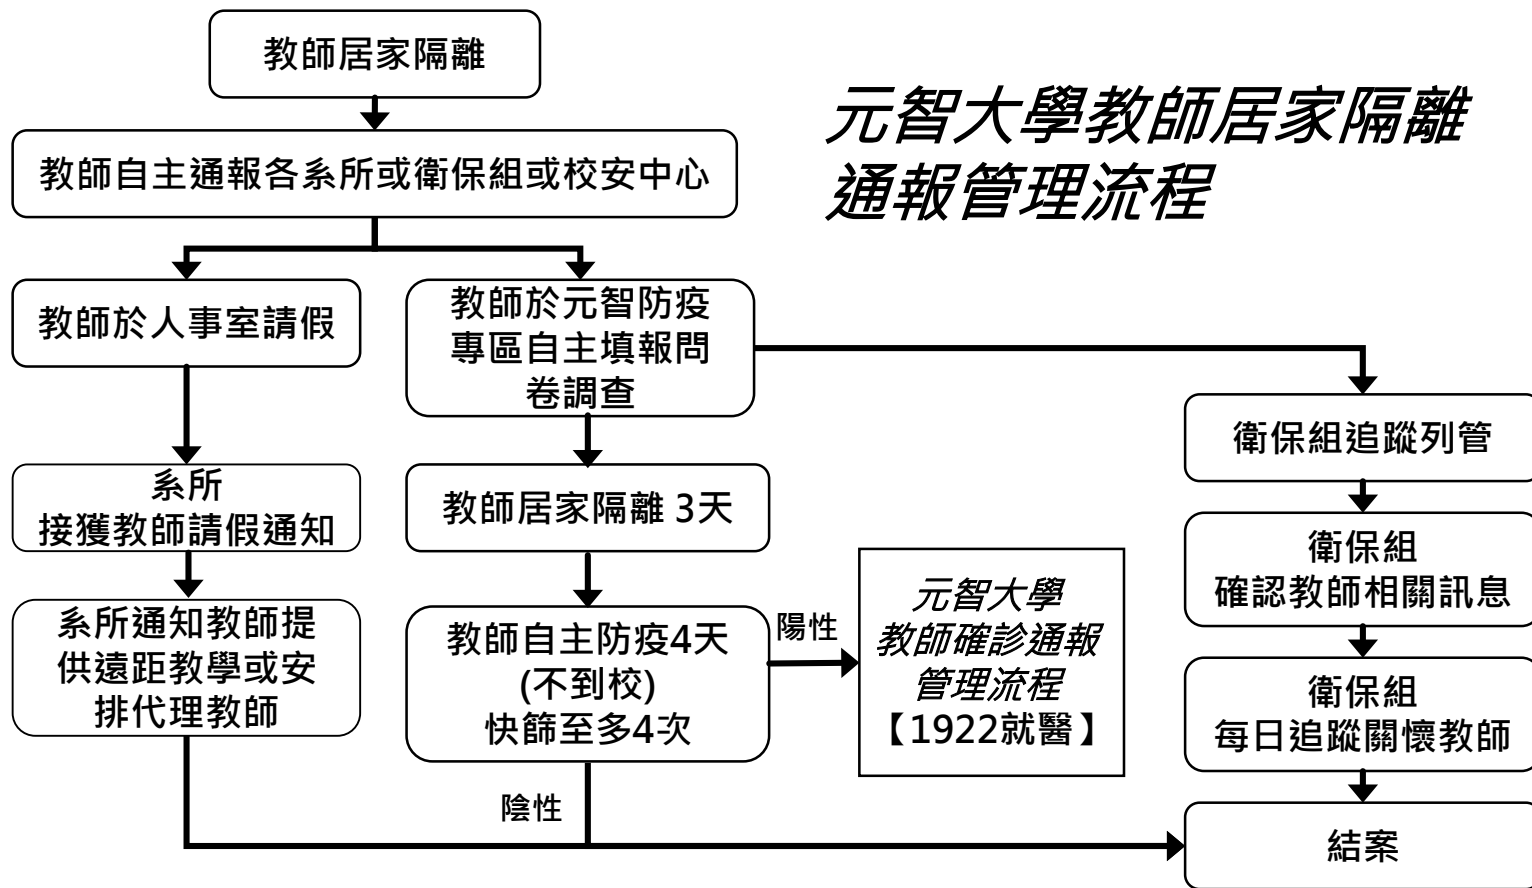 教師居家隔離
元智大學教師居家隔離
通報管理流程
教師自主通報各系所或衛保組或校安中心
教師於人事室請假
教師於元智防疫
專區自主填報問
卷調查
衛保組追蹤列管
系所
接獲教師請假通知
教師居家隔離 3天
衛保組
確認教師相關訊息
系所通知教師提
供遠距教學或安
排代理教師
教師自主防疫4天
(不到校)
快篩至多4次
陽性
元智大學
教師確診通報
管理流程
【1922就醫】
衛保組
每日追蹤關懷教師
陰性
結案